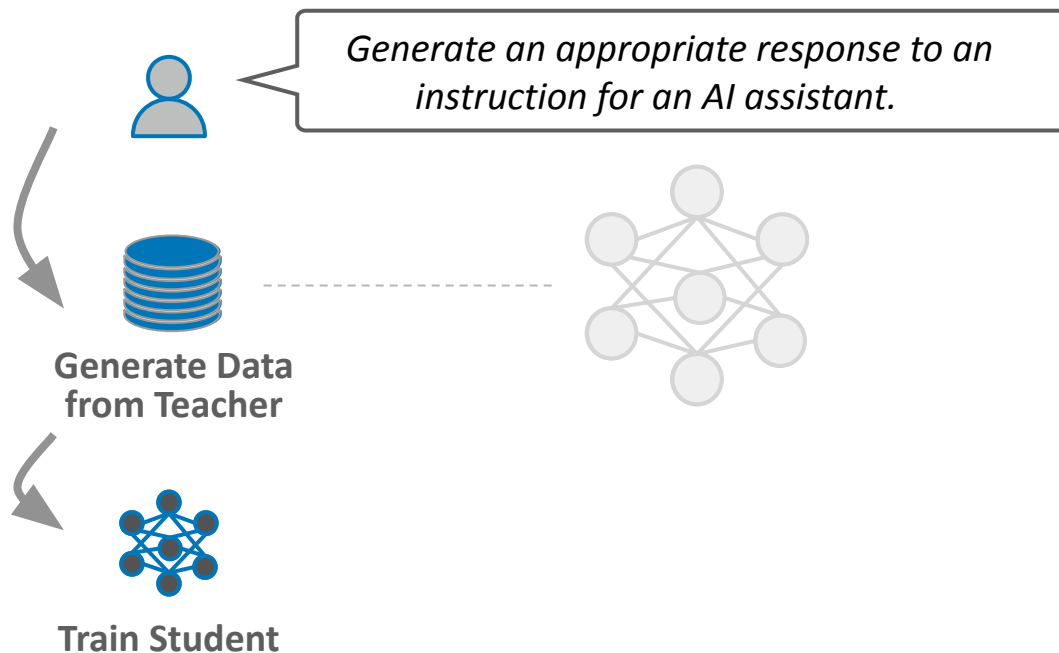 Generate an appropriate response to an
instruction for an AI assistant.
Generate Data
from Teacher
Train Student